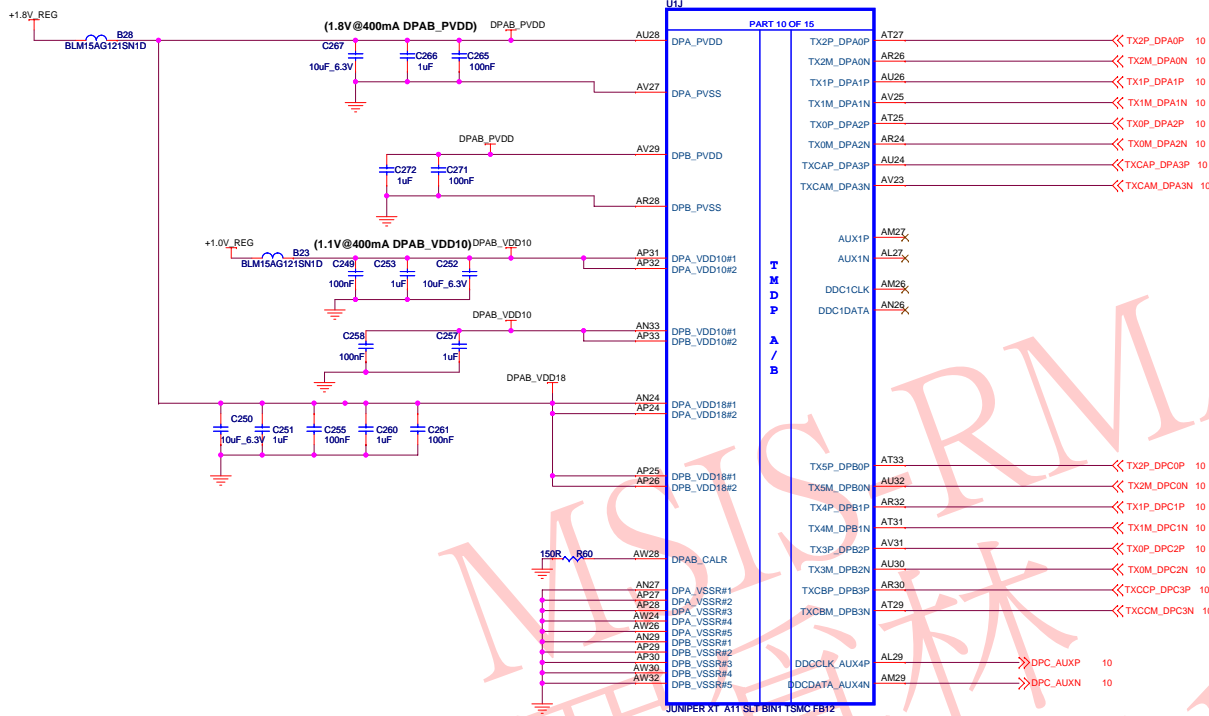 U1J
+1.8V_REG
B28
BLM15AG121SN1D
(1.8V@400mA DPAB_PVDD)
DPAB_PVDD
C267
10uF_6.3V
C266
1uF
C265
100nF
AU28
DPA_PVDD
AV27
DPA_PVSS
DPAB_PVDD
C272
1uF
C271
100nF
AV29
DPB_PVDD
AR28
DPB_PVSS
+1.0V_REG
B23
BLM15AG121SN1D
(1.1V@400mA DPAB_VDD10)
DPAB_VDD10
C249
100nF
C253
1uF
C252
10uF_6.3V
AP31
DPA_VDD10#1
AP32
DPA_VDD10#2
DPAB_VDD10
C258
100nF
C257
1uF
AN33
DPB_VDD10#1
AP33
DPB_VDD10#2
DPAB_VDD18
C250
10uF_6.3V
C251
1uF
C255
100nF
C260
1uF
C261
100nF
AN24
DPA_VDD18#1
AP24
DPA_VDD18#2
AP25
DPB_VDD18#1
AP26
DPB_VDD18#2
150R
R60
AW28
DPAB_CALR
AN27
DPA_VSSR#1
AP27
DPA_VSSR#2
AP28
DPA_VSSR#3
AW24
DPA_VSSR#4
AW26
DPA_VSSR#5
AN29
DPB_VSSR#1
AP29
DPB_VSSR#2
AP30
DPB_VSSR#3
AW30
DPB_VSSR#4
AW32
DPB_VSSR#5
PART 10 OF 15
TMDP A/B
TX2P_DPA0P AT27 TX2P_DPA0P 10
TX2M_DPA0N AR26 TX2M_DPA0N 10
TX1P_DPA1P AU26 TX1P_DPA1P 10
TX1M_DPA1N AV25 TX1M_DPA1N 10
TX0P_DPA2P AT25 TX0P_DPA2P 10
TX0M_DPA2N AR24 TX0M_DPA2N 10
TXCAP_DPA3P AU24 TXCAP_DPA3P 10
TXCAM_DPA3N AV23 TXCAM_DPA3N 10
AUX1P AM27
AUX1N AL27
DDC1CLK AM26
DDC1DATA AN26
TX5P_DPB0P AT33 TX2P_DPC0P 10
TX5M_DPB0N AU32 TX2M_DPC0N 10
TX4P_DPB1P AR32 TX1P_DPC1P 10
TX4M_DPB1N AT31 TX1M_DPC1N 10
TX3P_DPB2P AV31 TX0P_DPC2P 10
TX3M_DPB2N AU30 TX0M_DPC2N 10
TXCBP_DPB3P AR30 TXCCP_DPC3P 10
TXCBM_DPB3N AT29 TXCCM_DPC3N 10
DDCCLK_AUX4P AL29 DPC_AUXP 10
DDCDATA_AUX4N AM29 DPC_AUXN 10
JUNIPER XT A11 SLT BIN1 TSMC FB12
MSIS-RMA